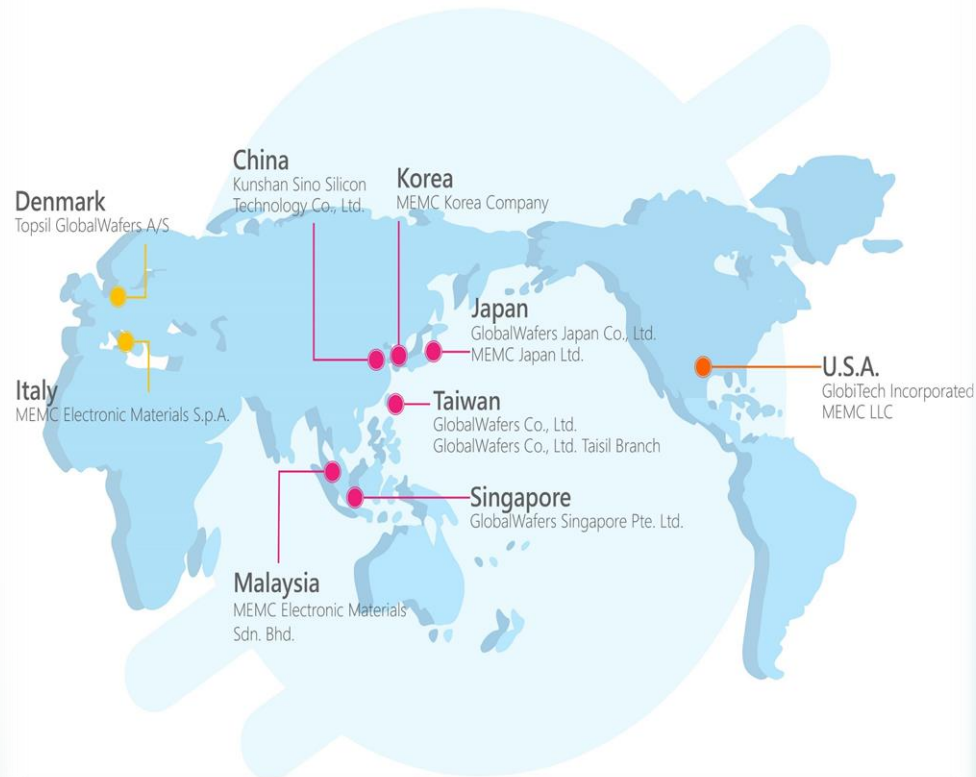 China
Kunshan Sino Silicon
Technology Co., Ltd.
Korea
MEMC Korea Company
Denmark
Topsil GlobalWafers A/S
Japan
GlobalWafers Japan Co., Ltd.
MEMC Japan Ltd.
U.S.A.
GlobiTech Incorporated
MEMC LLC
Italy
MEMC Electronic Materials S.p.A.
Taiwan
GlobalWafers Co., Ltd.
GlobalWafers Co., Ltd. Taisil Branch
Singapore
GlobalWafers Singapore Pte. Ltd.
Malaysia
MEMC Electronic Materials
Sdn. Bhd.